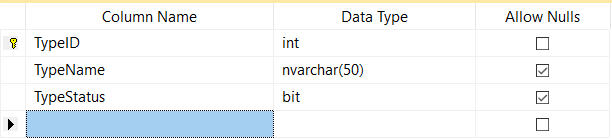 Column Name Data Type Allow Nulls
TypeID int
TypeName nvarchar(50)
TypeStatus bit